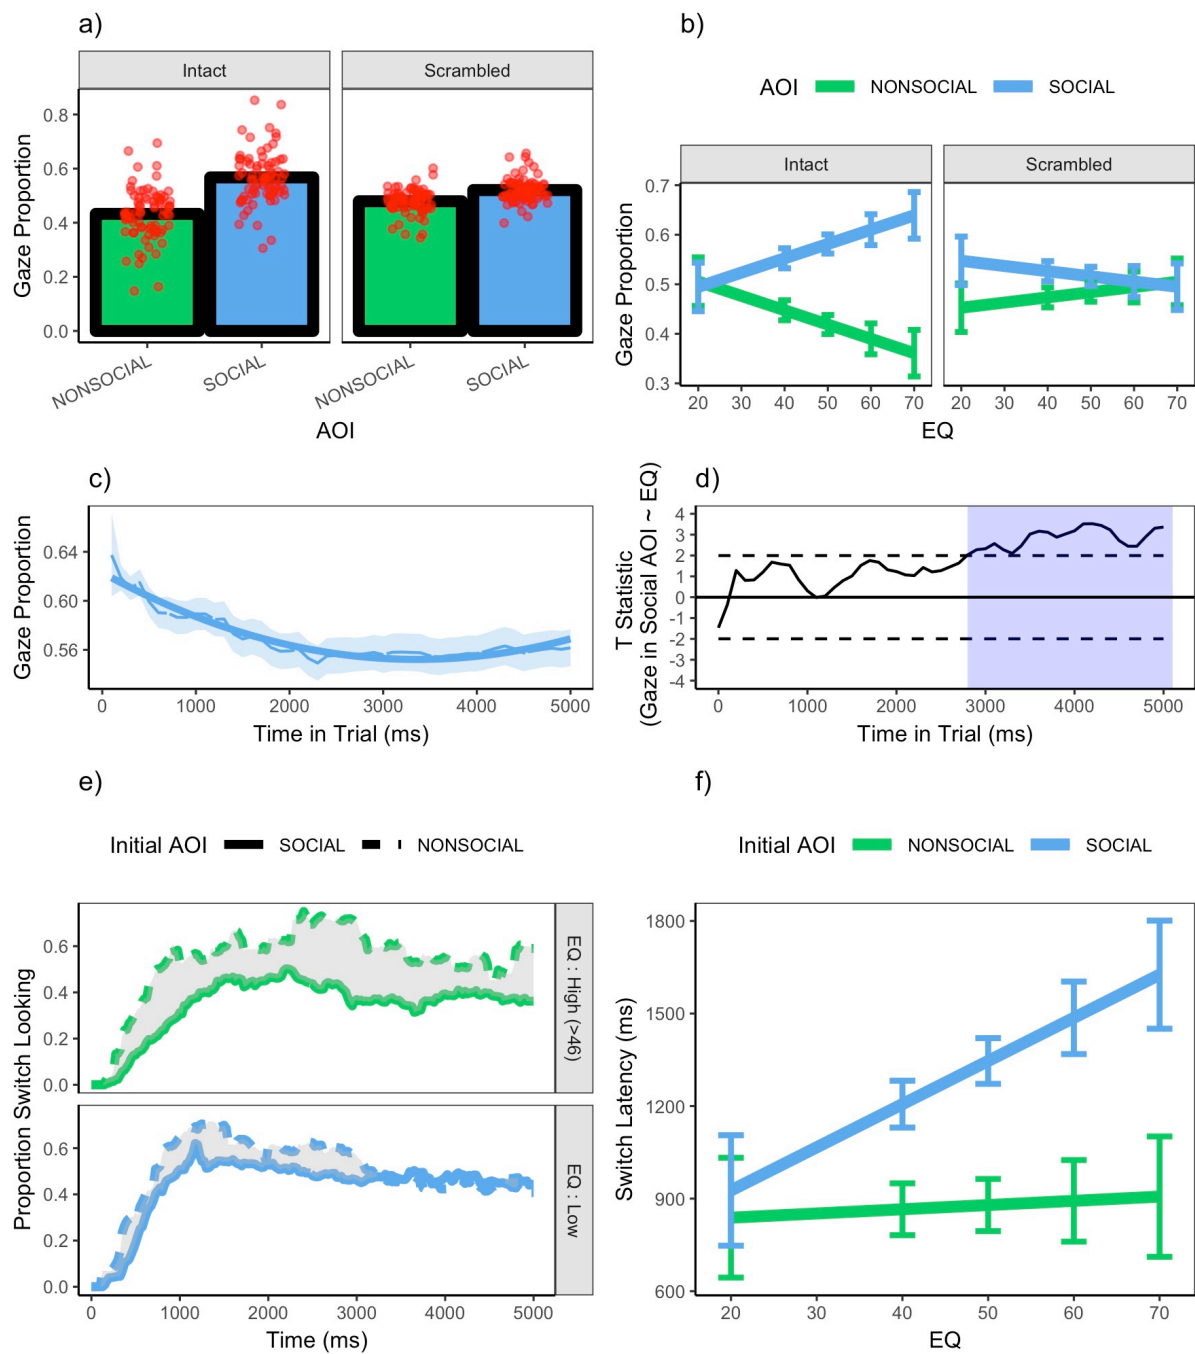 a)
Intact
Scrambled
Gaze Proportion
0.8
0.6
0.4
0.2
0.0
NONSOCIAL
SOCIAL
NONSOCIAL
SOCIAL
AOI
b)
AOI NONSOCIAL SOCIAL
Intact
Scrambled
Gaze Proportion
0.7
0.6
0.5
0.4
0.3
20 30 40 50 60 70
20 30 40 50 60 70
EQ
c)
Gaze Proportion
0.64
0.60
0.56
0 1000 2000 3000 4000 5000
Time in Trial (ms)
d)
T Statistic
(Gaze in Social AOI ~ EQ)
4
3
2
1
0
-1
-2
-3
-4
0 1000 2000 3000 4000 5000
Time in Trial (ms)
e)
Initial AOI SOCIAL NONSOCIAL
Proportion Switch Looking
0.6
0.4
0.2
0.0
EQ : High (>46)
0.6
0.4
0.2
0.0
EQ : Low
0 1000 2000 3000 4000 5000
Time (ms)
f)
Initial AOI NONSOCIAL SOCIAL
Switch Latency (ms)
1800
1500
1200
900
600
20 30 40 50 60 70
EQ